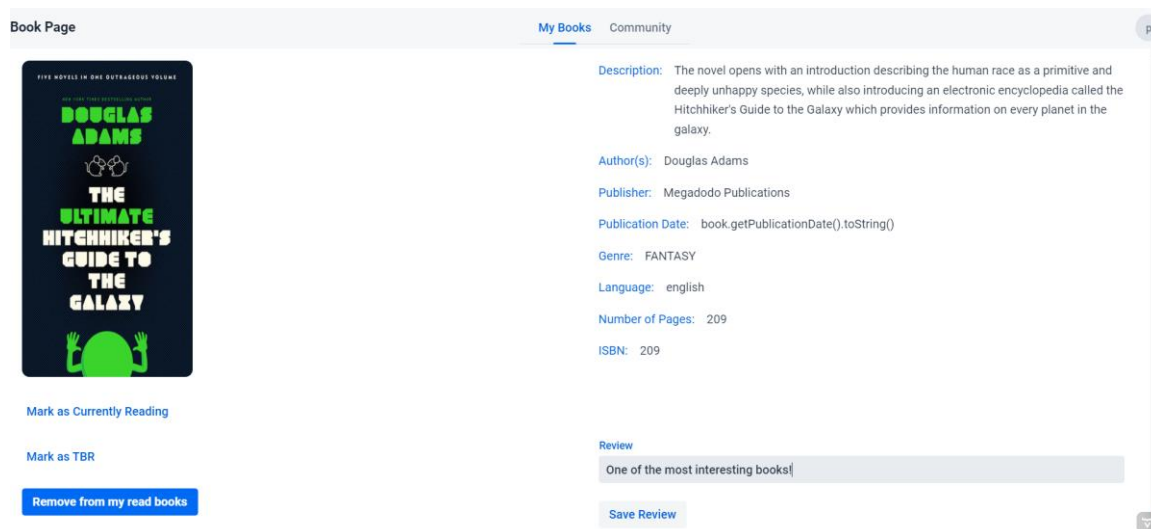 Book Page
My Books
Community
p
FIVE NOVELS IN ONE OUTRAGEOUS VOLUME
NEW YORK TIMES BESTSELLING AUTHOR
DOUGLAS
ADAMS
THE
ULTIMATE
HITCHHIKER'S
GUIDE TO
THE
GALAXY
Mark as Currently Reading
Mark as TBR
Remove from my read books
Description: The novel opens with an introduction describing the human race as a primitive and
deeply unhappy species, while also introducing an electronic encyclopedia called the
Hitchhiker's Guide to the Galaxy which provides information on every planet in the
galaxy.
Author(s): Douglas Adams
Publisher: Megadodo Publications
Publication Date: book.getPublicationDate().toString()
Genre: FANTASY
Language: english
Number of Pages: 209
ISBN: 209
Review
One of the most interesting books!
Save Review